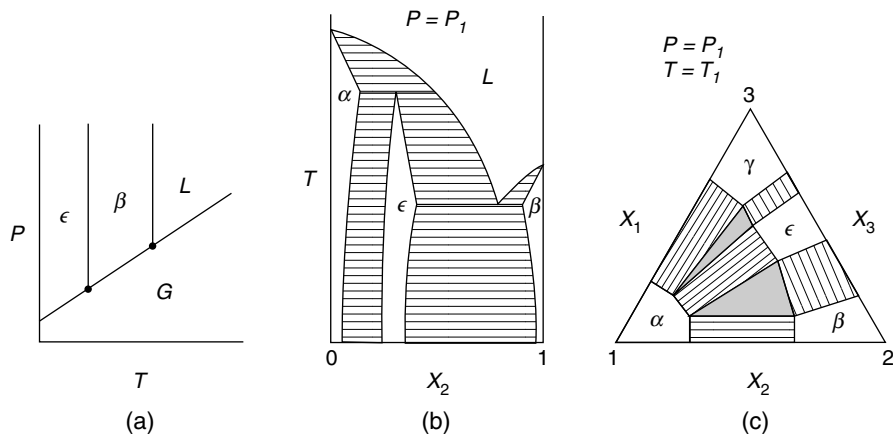 P
ϵ
β
L
G
T
(a)
P = P₁
T
α
L
ϵ
β
0
1
X₂
(b)
P = P₁
T = T₁
3
γ
X₁
ϵ
X₃
α
β
1
2
X₂
(c)